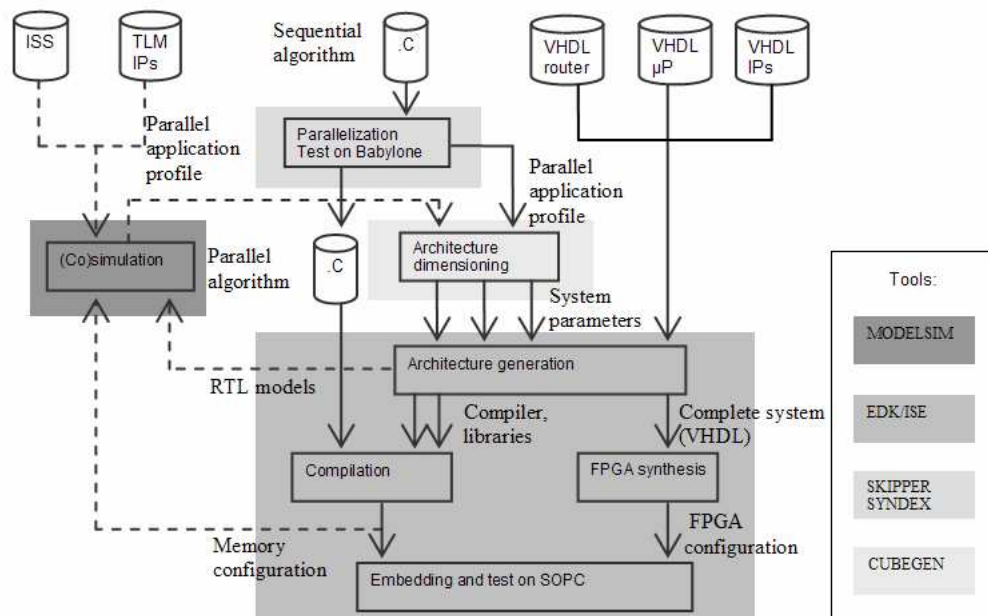 ISS
TLM
IPs
Sequential
algorithm
.C
VHDL
router
VHDL
µP
VHDL
IPs
Parallel
application
profile
Parallelization
Test on Babylone
Parallel
application
profile
(Co)simulation
Parallel
algorithm
.C
Architecture
dimensioning
System
parameters
Architecture generation
RTL models
Compiler,
libraries
Complete system
(VHDL)
Compilation
FPGA synthesis
Memory
configuration
FPGA
configuration
Embedding and test on SOPC
Tools:
MODELSIM
EDK/ISE
SKIPPER
SYNDEX
CUBEGEN